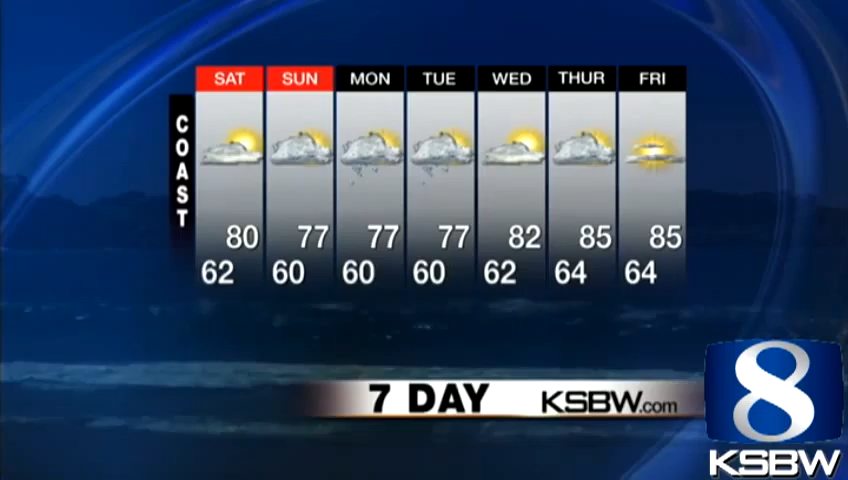 SAT SUN MON TUE WED THUR FRI
COAST
80 77 77 77 82 85 85
62 60 60 60 62 64 64
7 DAY KSBW.com
8
KSBW